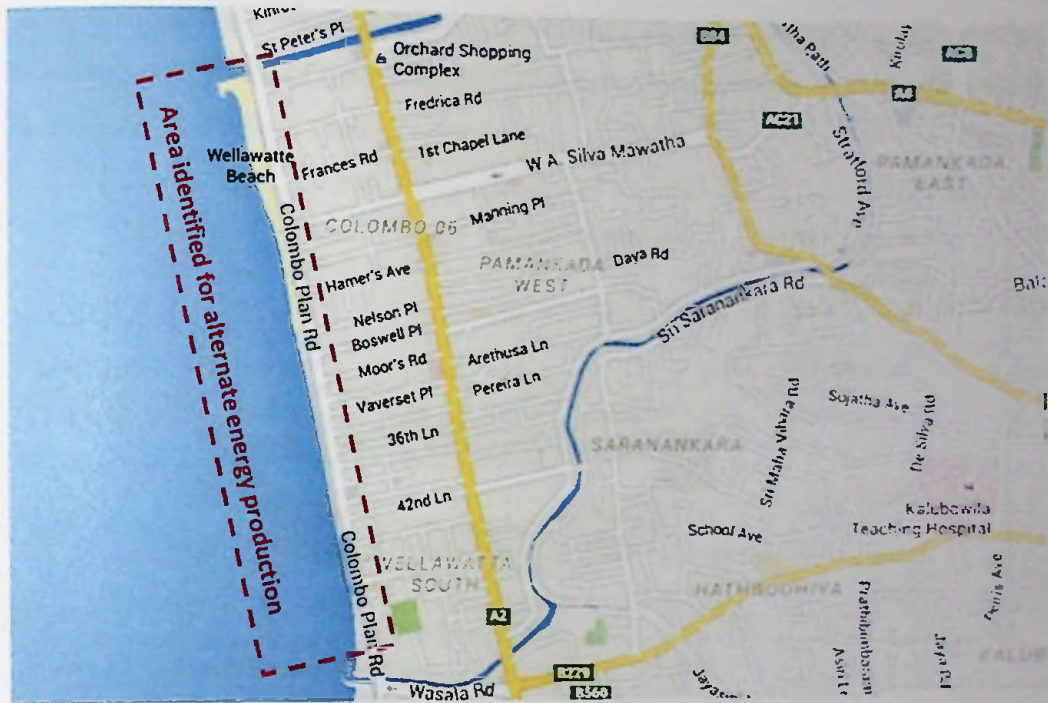 St Peter's Pl
Orchard Shopping
Complex
B84
AC8
A4
AC21
Fredrica Rd
1st Chapel Lane
W A. Silva Mawatha
Stratford Ave
PAMANKADA
EAST
Wellawatte
Beach
Frances Rd
Manning Pl
COLOMBO 06
Colombo Plan Rd
Area identified for alternate energy production
Hamer's Ave
PAMANKADA
WEST
Daya Rd
Sri Saranankara Rd
Nelson Pl
Boswell Pl
Moor's Rd
Arethusa Ln
Vaverset Pl
Pereira Ln
36th Ln
Sri Maha Vihara Rd
Sujatha Ave
De Silva Rd
SARANANKARA
42nd Ln
Kalubowila
Teaching Hospital
School Ave
Colombo Plan Rd
WELLAWATTA
SOUTH
A2
B229
Wasala Rd